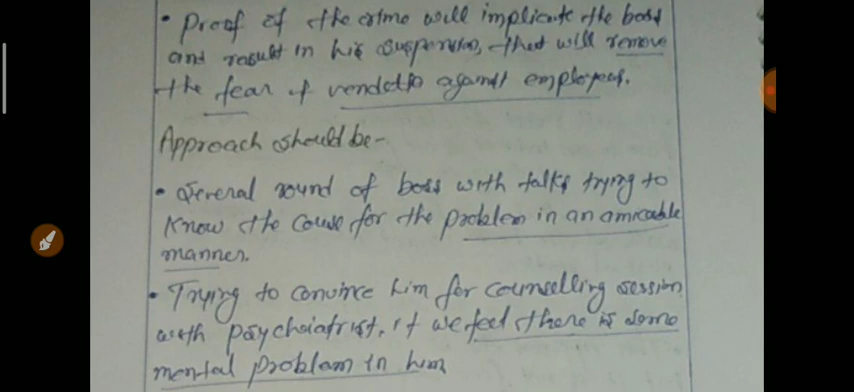 • Proof of the crime will implicate the boss
and result in his suspension, that will remove
the fear of vendetta against employees.
Approach should be-
• Several round of boss with talks trying to
know the cause for the problem in an amicable
manner.
• Trying to convince him for counselling session
with psychaiatrist, if we feel there is some
mental problem in him